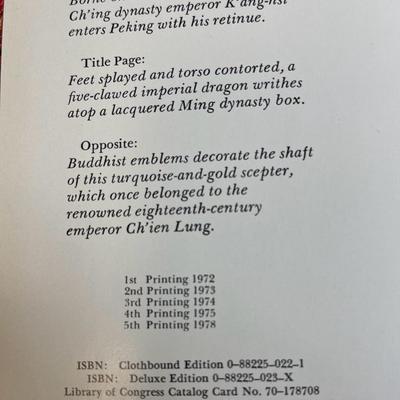 Ch'ing dynasty emperor K'ang-hsi
enters Peking with his retinue.
Title Page:
Feet splayed and torso contorted, a
five-clawed imperial dragon writhes
atop a lacquered Ming dynasty box.
Opposite:
Buddhist emblems decorate the shaft
of this turquoise-and-gold scepter,
which once belonged to the
renowned eighteenth-century
emperor Ch'ien Lung.
1st Printing 1972
2nd Printing 1973
3rd Printing 1974
4th Printing 1975
5th Printing 1978
ISBN: Clothbound Edition 0-88225-022-1
ISBN: Deluxe Edition 0-88225-023-X
Library of Congress Catalog Card No. 70-178708